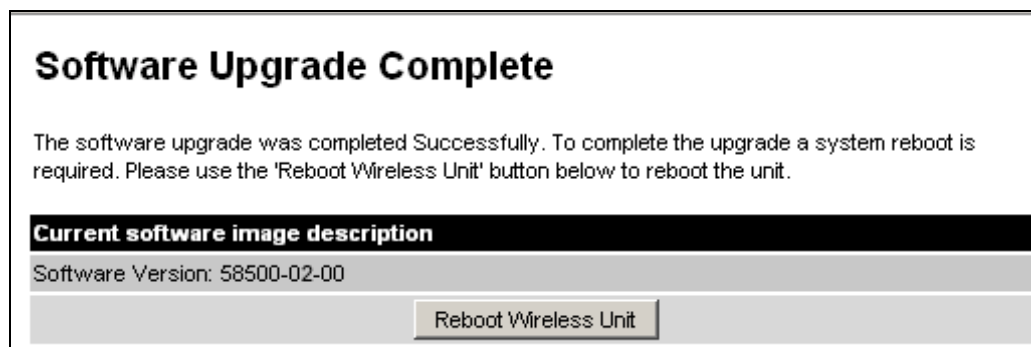 Software Upgrade Complete
The software upgrade was completed Successfully. To complete the upgrade a system reboot is
required. Please use the 'Reboot Wireless Unit' button below to reboot the unit.
Current software image description
Software Version: 58500-02-00
Reboot Wireless Unit